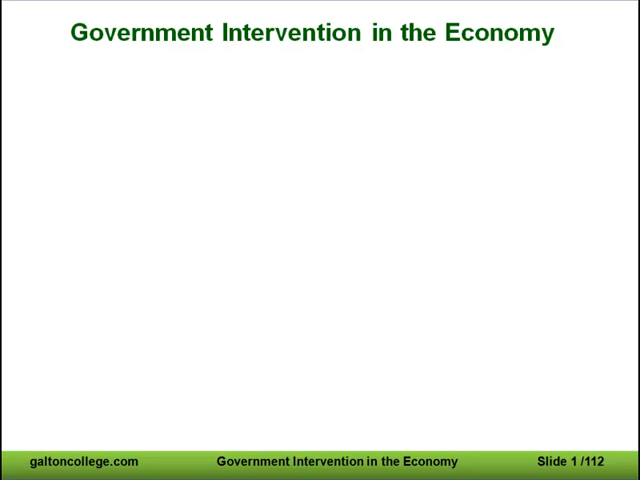 Government Intervention in the Economy
galtoncollege.com Government Intervention in the Economy Slide 1 /112